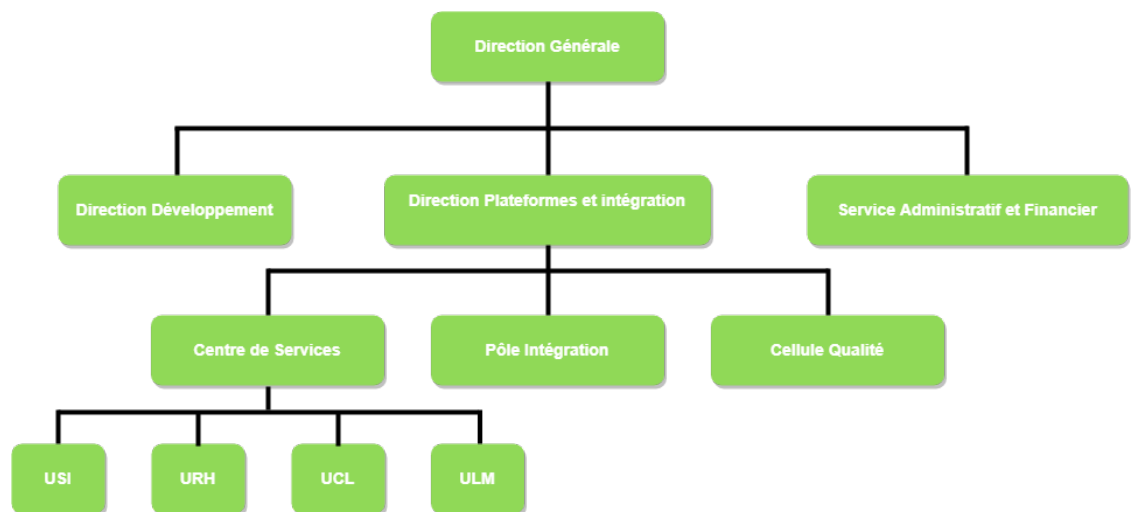 Direction Générale
Direction Développement
Direction Plateformes et intégration
Service Administratif et Financier
Centre de Services
Pôle Intégration
Cellule Qualité
USI
URH
UCL
ULM